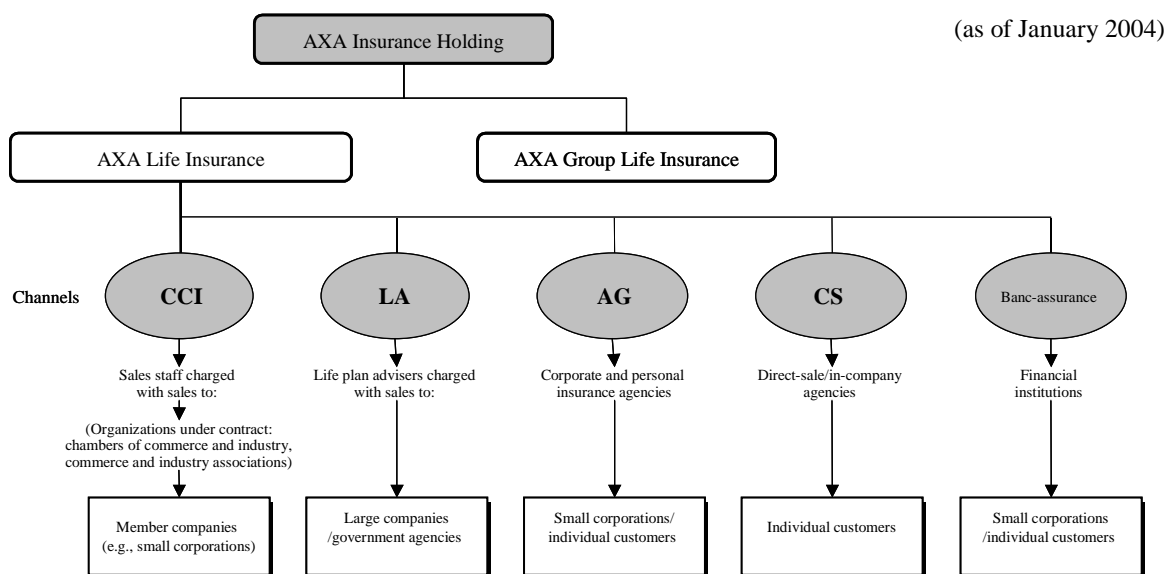 (as of January 2004)
AXA Insurance Holding
AXA Life Insurance
AXA Group Life Insurance
Channels
CCI
LA
AG
CS
Banc-assurance
Sales staff charged
with sales to:
Life plan advisers charged
with sales to:
Corporate and personal
insurance agencies
Direct-sale/in-company
agencies
Financial
institutions
(Organizations under contract:
chambers of commerce and industry,
commerce and industry associations)
Member companies
(e.g., small corporations)
Large companies
/government agencies
Small corporations/
individual customers
Individual customers
Small corporations
/individual customers